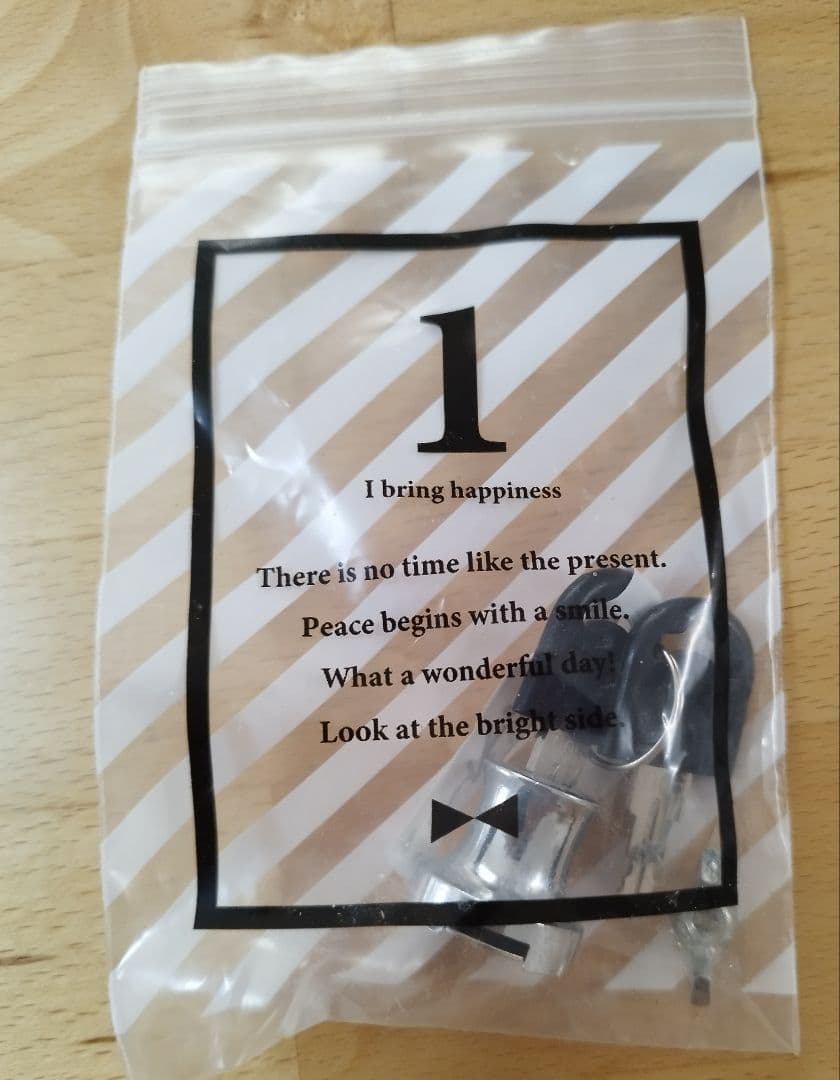 1
I bring happiness
There is no time like the present.
Peace begins with a smile.
What a wonderful day!
Look at the bright side.